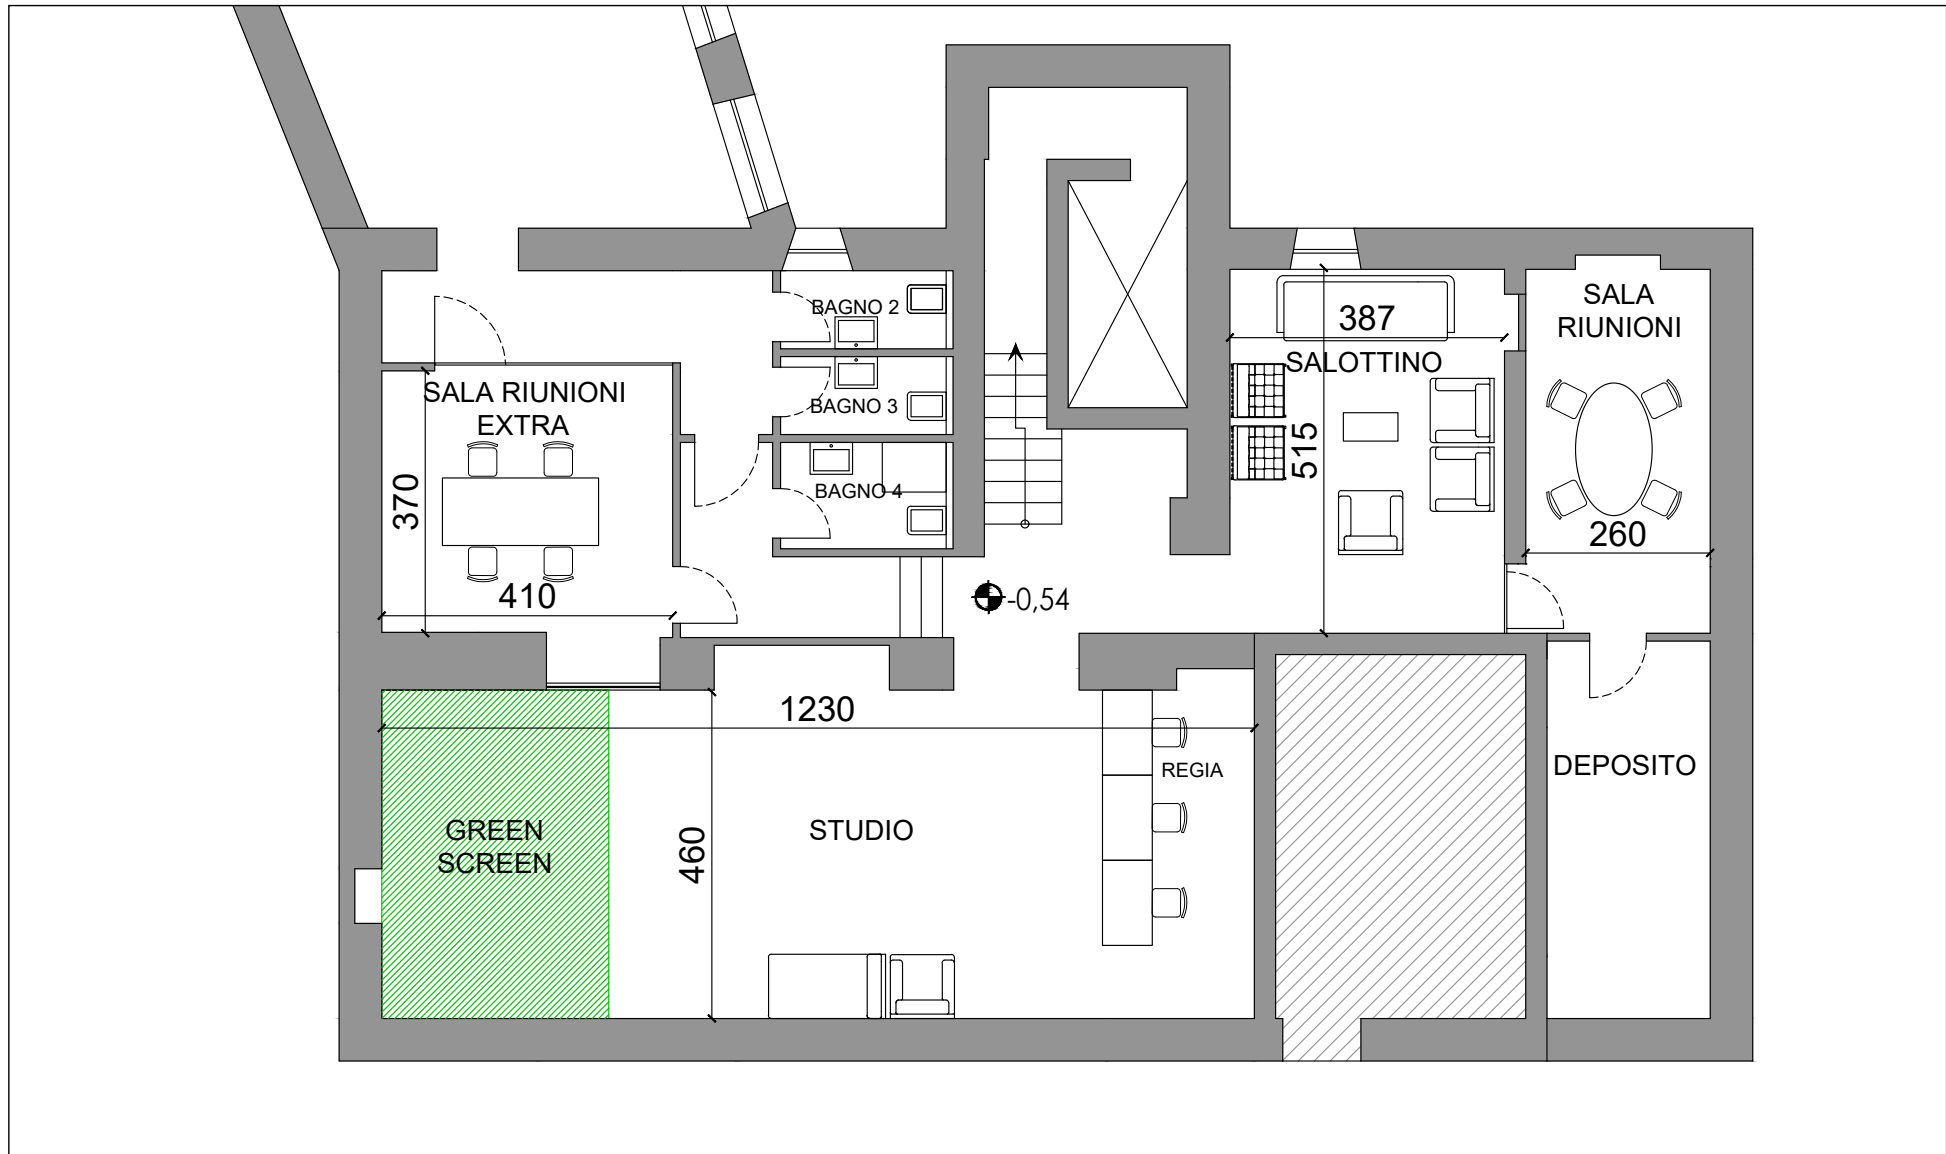 BAGNO 2
SALA
RIUNIONI
387
SALOTTINO
SALA RIUNIONI
EXTRA
BAGNO 3
515
370
BAGNO 4
260
410
-0,54
1230
REGIA
DEPOSITO
GREEN
SCREEN
STUDIO
460